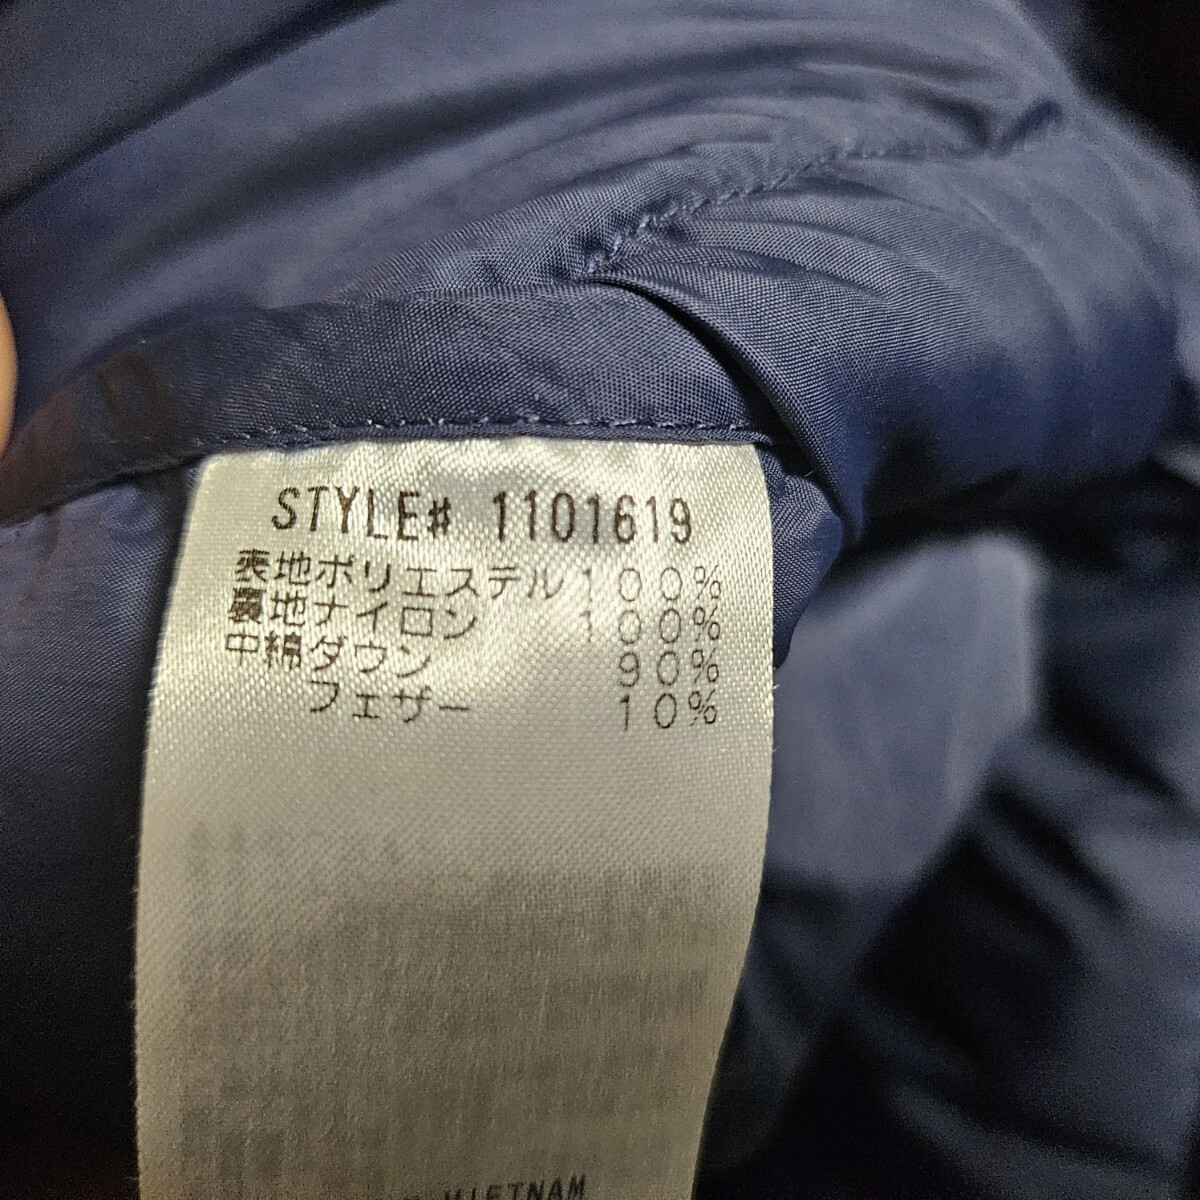 STYLE# 1101619
表地ポリエステル100%
裏地ナイロン 100%
中綿ダウン 90%
フェザー 10%
VIETNAM